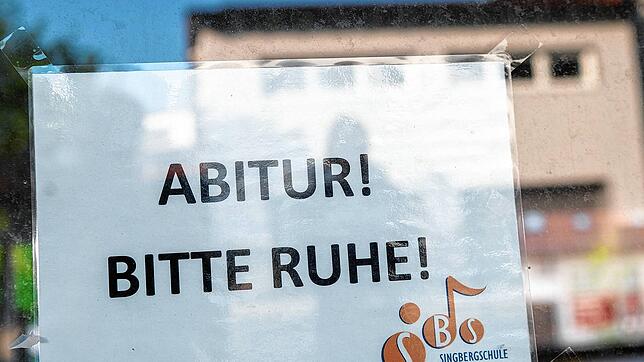 ABITUR!
BITTE RUHE!
SBS
SINGBERGSCHULE